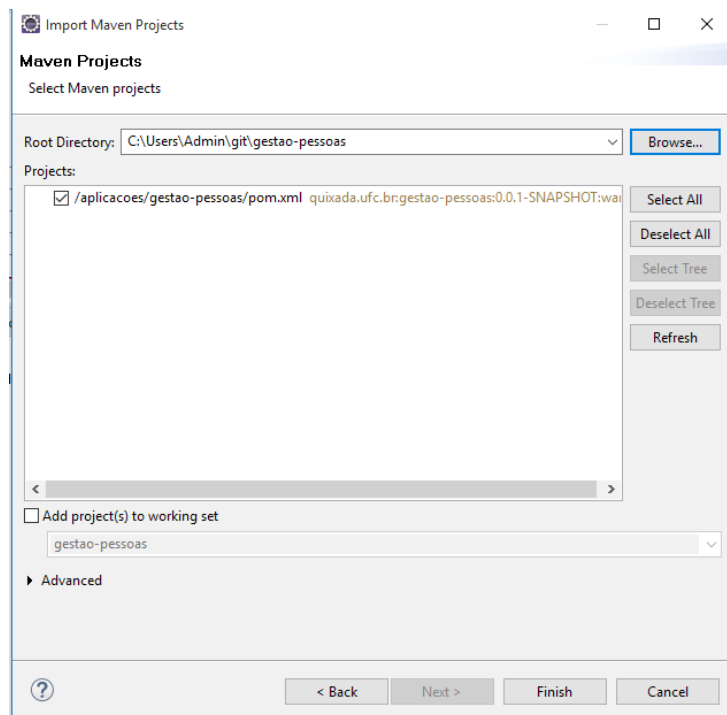 Import Maven Projects
Maven Projects
Select Maven projects
Root Directory: C:\Users\Admin\git\gestao-pessoas Browse...
Projects:
/aplicacoes/gestao-pessoas/pom.xml quixada.ufc.br:gestao-pessoas:0.0.1-SNAPSHOT:wa
Select All
Deselect All
Select Tree
Deselect Tree
Refresh
Add project(s) to working set
gestao-pessoas
Advanced
? < Back Next > Finish Cancel